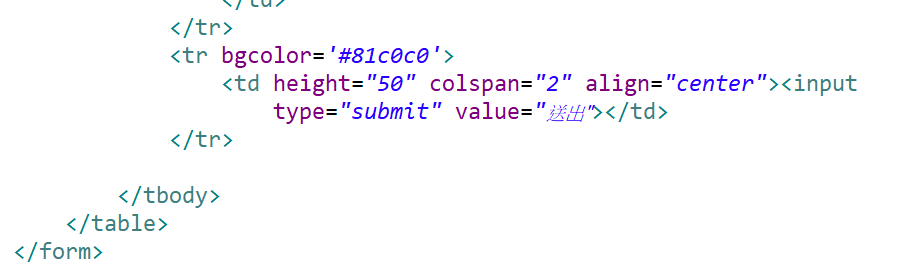 </td>
</tr>
<tr bgcolor='#81c0c0'>
<td height="50" colspan="2" align="center"><input
type="submit" value="送出"></td>
</tr>
</tbody>
</table>
</form>